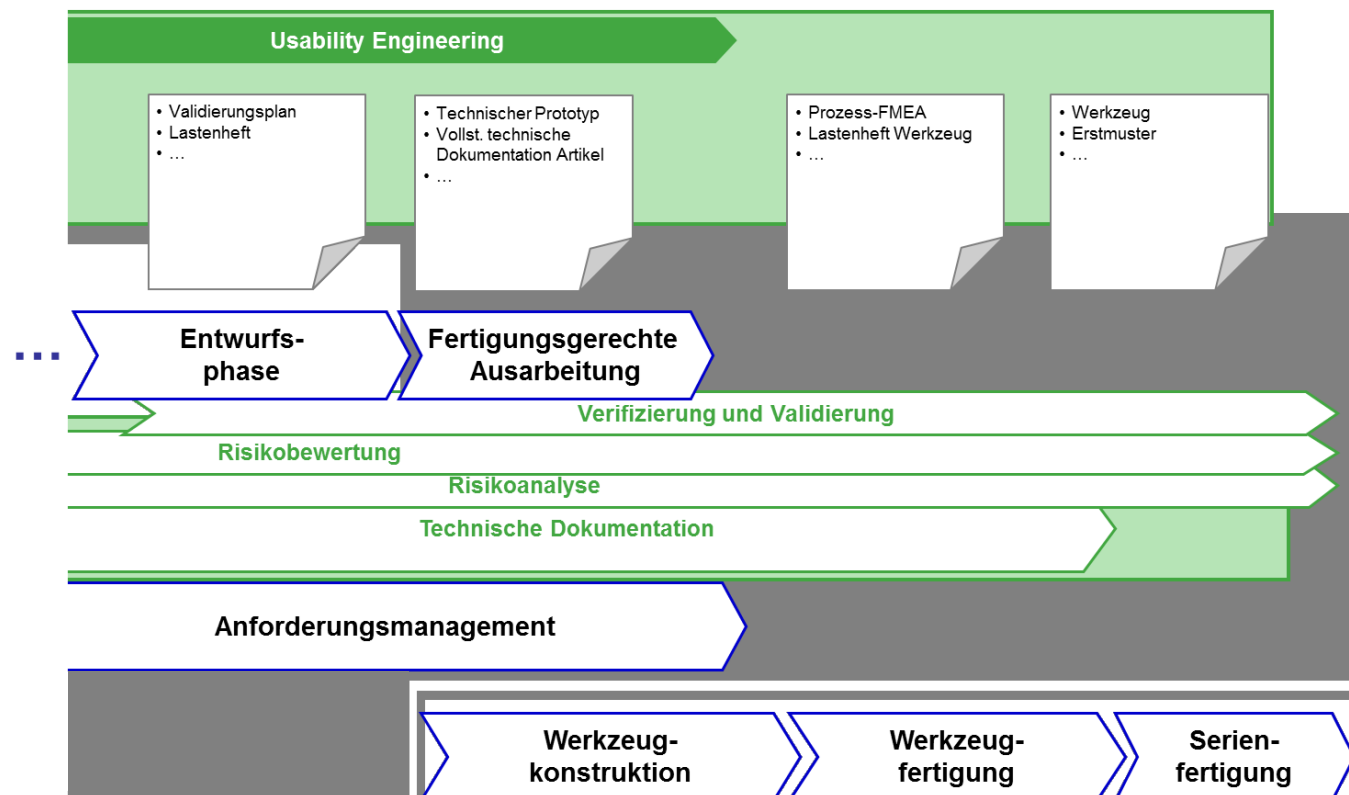 Usability Engineering
• Validierungsplan
• Lastenheft
• …
• Technischer Prototyp
• Vollst. technische
Dokumentation Artikel
• …
• Prozess-FMEA
• Lastenheft Werkzeug
• …
• Werkzeug
• Erstmuster
• …
...
Entwurfs-
phase
Fertigungsgerechte
Ausarbeitung
Verifizierung und Validierung
Risikobewertung
Risikoanalyse
Technische Dokumentation
Anforderungsmanagement
Werkzeug-
konstruktion
Werkzeug-
fertigung
Serien-
fertigung